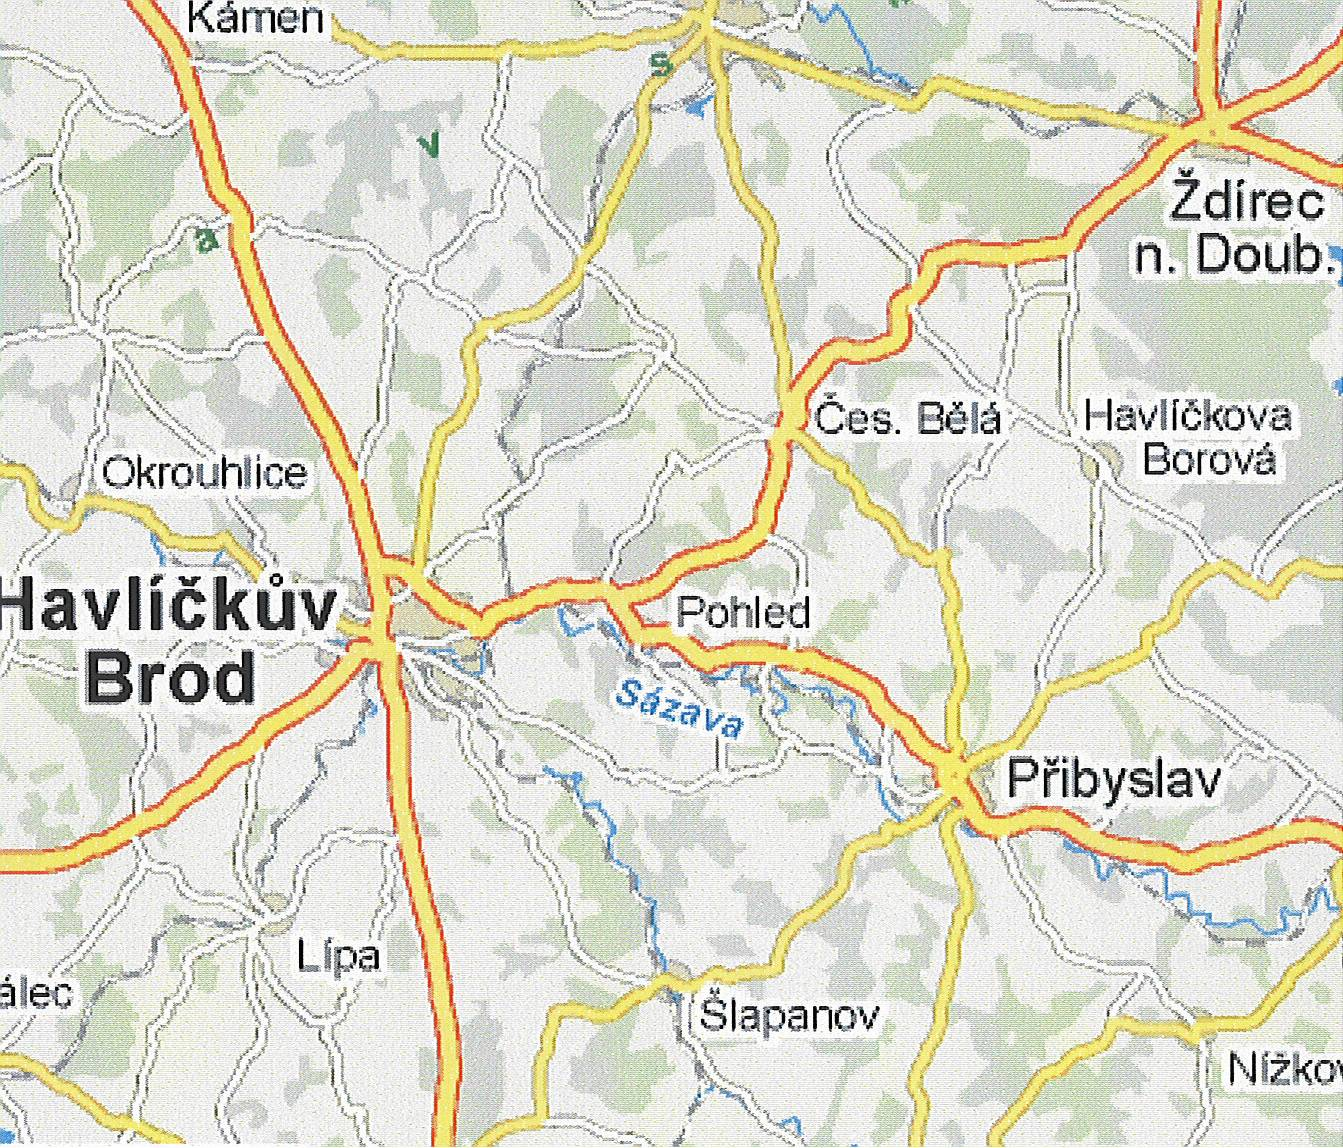 Kámen
s
v
Ždírec
n. Doub.
a
Čes. Bělá
Havlíčkova
Borová
Okrouhlice
Havlíčkův
Brod
Pohled
Sázava
Přibyslav
Lípa
álec
Šlapanov
Nížkov